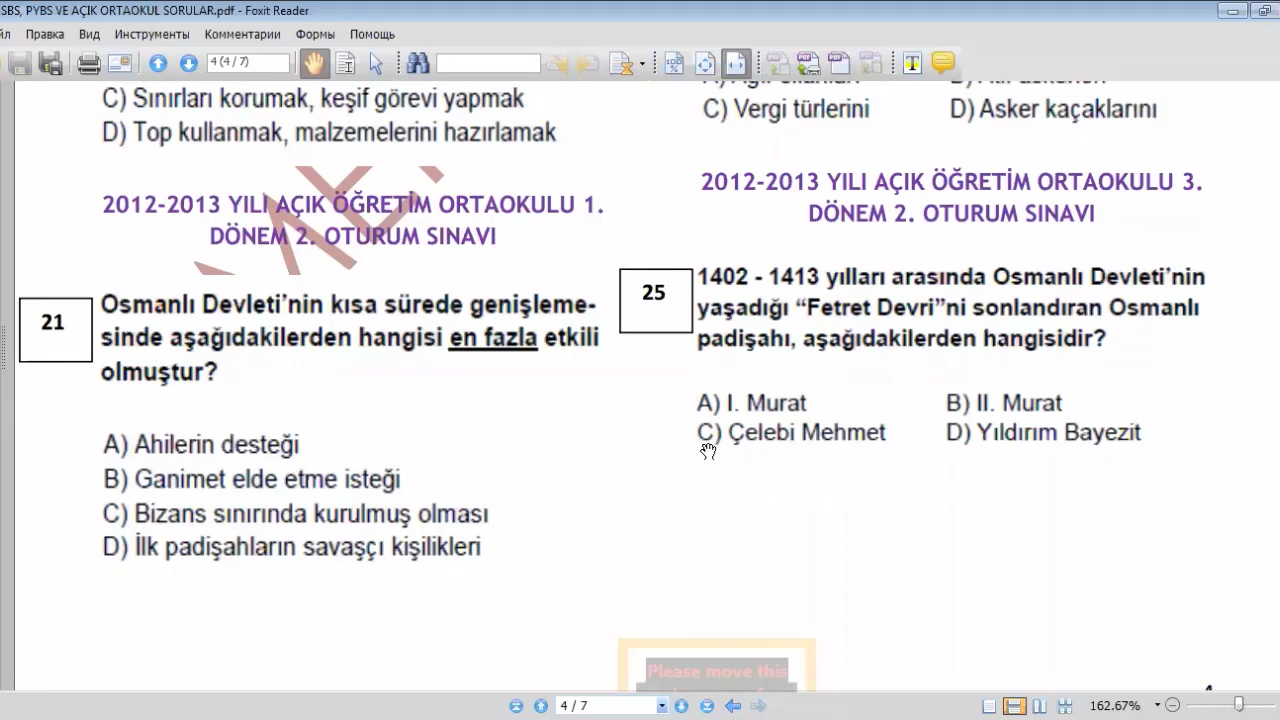 SBS, PYBS VE AÇIK ORTAOKUL SORULAR.pdf - Foxit Reader
Правка Вид Инструменты Комментарии Формы Помощь
4 (4 / 7)
C) Sınırları korumak, keşif görevi yapmak
D) Top kullanmak, malzemelerini hazırlamak
2012-2013 YILI AÇIK ÖĞRETİM ORTAOKULU 1.
DÖNEM 2. OTURUM SINAVI
21
Osmanlı Devleti’nin kısa sürede genişleme-
sinde aşağıdakilerden hangisi en fazla etkili
olmuştur?
A) Ahilerin desteği
B) Ganimet elde etme isteği
C) Bizans sınırında kurulmuş olması
D) İlk padişahların savaşçı kişilikleri
C) Vergi türlerini D) Asker kaçaklarını
2012-2013 YILI AÇIK ÖĞRETİM ORTAOKULU 3.
DÖNEM 2. OTURUM SINAVI
25
1402 - 1413 yılları arasında Osmanlı Devleti’nin
yaşadığı “Fetret Devri”ni sonlandıran Osmanlı
padişahı, aşağıdakilerden hangisidir?
A) I. Murat B) II. Murat
C) Çelebi Mehmet D) Yıldırım Bayezit
Please move this
4 / 7
162.67%